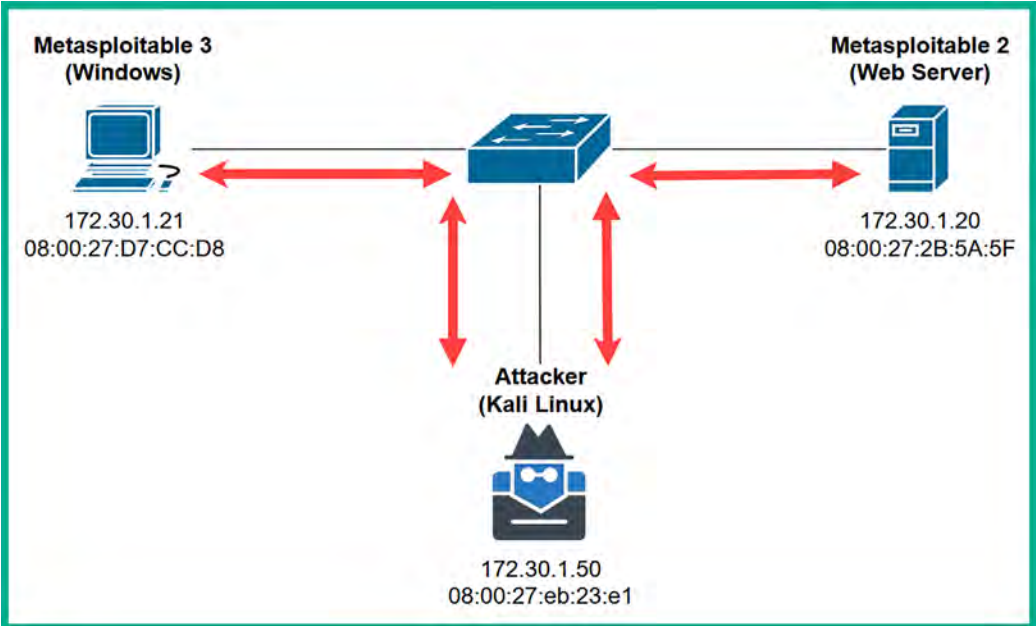 Metasploitable 3
(Windows)
172.30.1.21
08:00:27:D7:CC:D8
Metasploitable 2
(Web Server)
172.30.1.20
08:00:27:2B:5A:5F
Attacker
(Kali Linux)
172.30.1.50
08:00:27:eb:23:e1